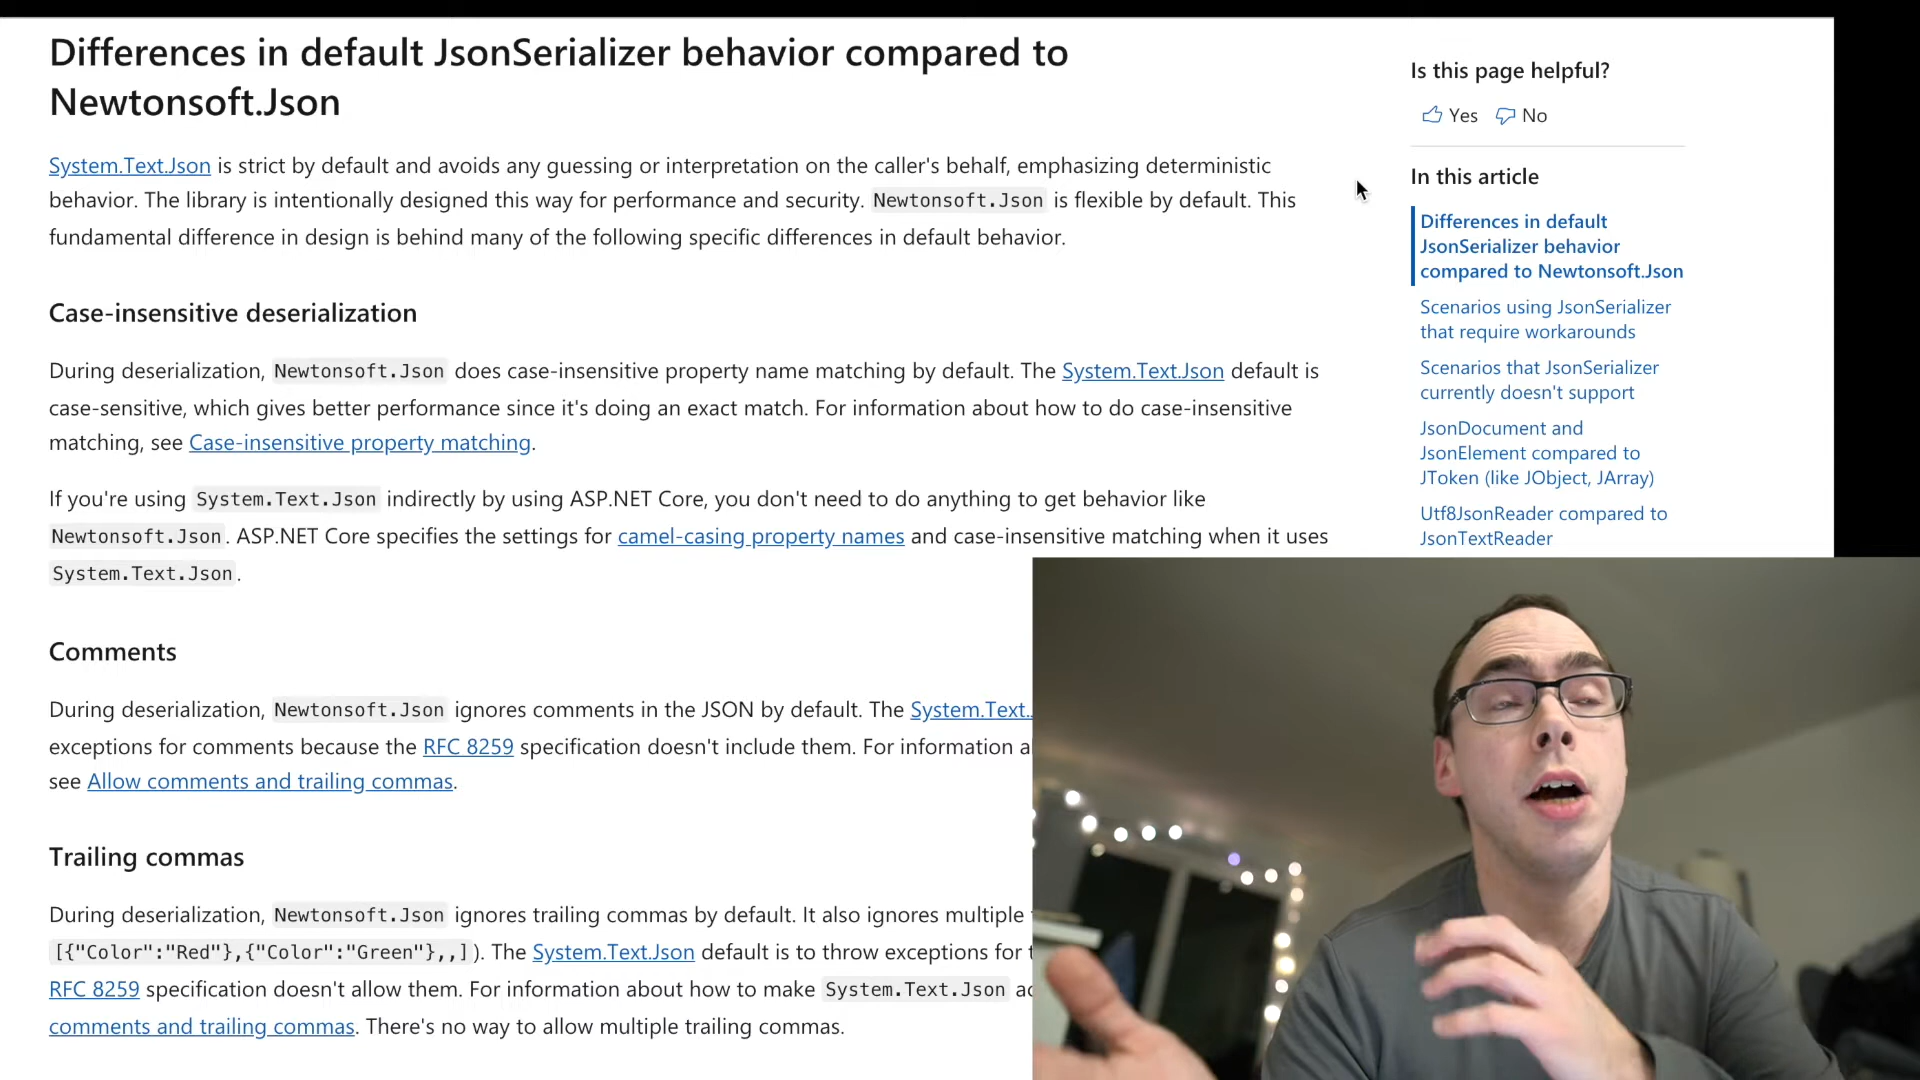 Differences in default JsonSerializer behavior compared to
Newtonsoft.Json
System.Text.Json is strict by default and avoids any guessing or interpretation on the caller's behalf, emphasizing deterministic
behavior. The library is intentionally designed this way for performance and security. Newtonsoft.Json is flexible by default. This
fundamental difference in design is behind many of the following specific differences in default behavior.
Case-insensitive deserialization
During deserialization, Newtonsoft.Json does case-insensitive property name matching by default. The System.Text.Json default is
case-sensitive, which gives better performance since it's doing an exact match. For information about how to do case-insensitive
matching, see Case-insensitive property matching.
If you're using System.Text.Json indirectly by using ASP.NET Core, you don't need to do anything to get behavior like
Newtonsoft.Json. ASP.NET Core specifies the settings for camel-casing property names and case-insensitive matching when it uses
System.Text.Json.
Comments
During deserialization, Newtonsoft.Json ignores comments in the JSON by default. The System.Text.
exceptions for comments because the RFC 8259 specification doesn't include them. For information
see Allow comments and trailing commas.
Trailing commas
During deserialization, Newtonsoft.Json ignores trailing commas by default. It also ignores multiple
[{"Color":"Red"},{"Color":"Green"},,]). The System.Text.Json default is to throw exceptions for
RFC 8259 specification doesn't allow them. For information about how to make System.Text.Json
comments and trailing commas. There's no way to allow multiple trailing commas.
Is this page helpful?
Yes No
In this article
Differences in default
JsonSerializer behavior
compared to Newtonsoft.Json
Scenarios using JsonSerializer
that require workarounds
Scenarios that JsonSerializer
currently doesn't support
JsonDocument and
JsonElement compared to
JToken (like JObject, JArray)
Utf8JsonReader compared to
JsonTextReader